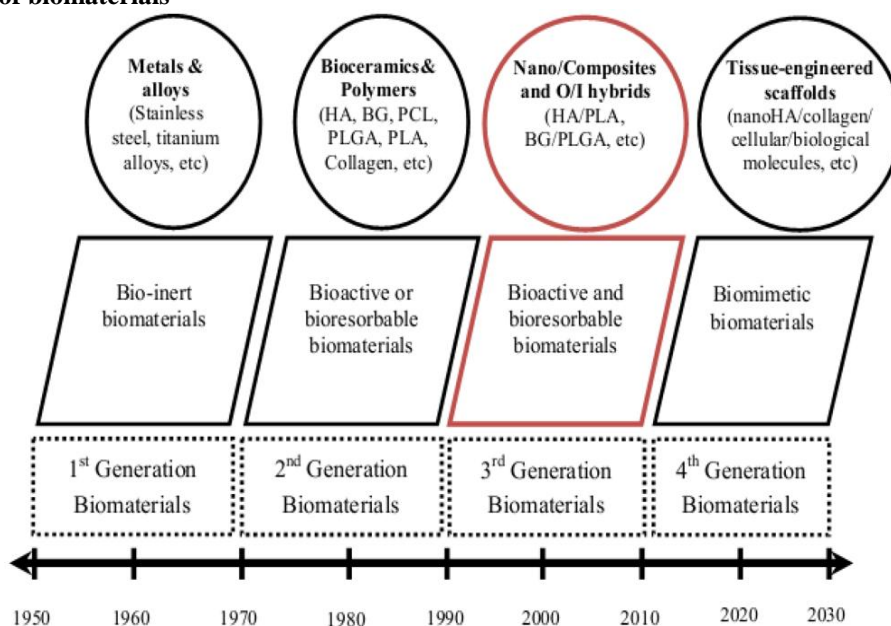 or biomaterials
Metals &
alloys
(Stainless
steel, titanium
alloys, etc)
Bioceramics&
Polymers
(HA, BG, PCL,
PLGA, PLA,
Collagen, etc)
Nano/Composites
and O/I hybrids
(HA/PLA,
BG/PLGA, etc)
Tissue-engineered
scaffolds
(nanoHA/collagen/
cellular/biological
molecules, etc)
Bio-inert
biomaterials
Bioactive or
bioresorbable
biomaterials
Bioactive and
bioresorbable
biomaterials
Biomimetic
biomaterials
1st Generation
Biomaterials
2nd Generation
Biomaterials
3rd Generation
Biomaterials
4th Generation
Biomaterials
1950 1960 1970 1980 1990 2000 2010 2020 2030